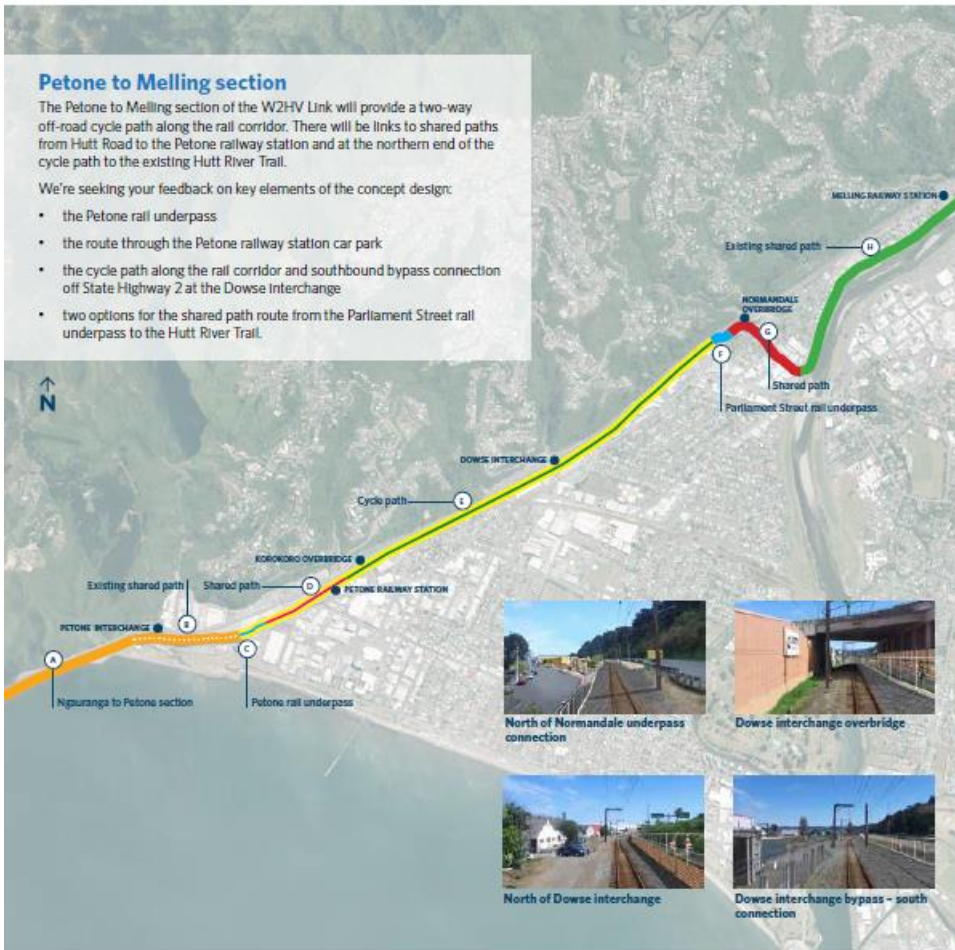 Petone to Melling section
The Petone to Melling section of the W2HV Link will provide a two-way
off-road cycle path along the rail corridor. There will be links to shared paths
from Hutt Road to the Petone railway station and at the northern end of the
cycle path to the existing Hutt River Trail.
We're seeking your feedback on key elements of the concept design:
• the Petone rail underpass
• the route through the Petone railway station car park
• the cycle path along the rail corridor and southbound bypass connection
off State Highway 2 at the Dowse interchange
• two options for the shared path route from the Parliament Street rail
underpass to the Hutt River Trail.
N
MELLING RAILWAY STATION
Existing shared path
H
NORMANDALE
OVERBRIDGE
G
F
Shared path
Parliament Street rail underpass
DOWSE INTERCHANGE
Cycle path
E
KOROKORO OVERBRIDGE
Existing shared path
Shared path
D
PETONE RAILWAY STATION
PETONE INTERCHANGE
B
A
C
Ngauranga to Petone section
Petone rail underpass
North of Normandale underpass
connection
Dowse interchange overbridge
North of Dowse interchange
Dowse interchange bypass – south
connection